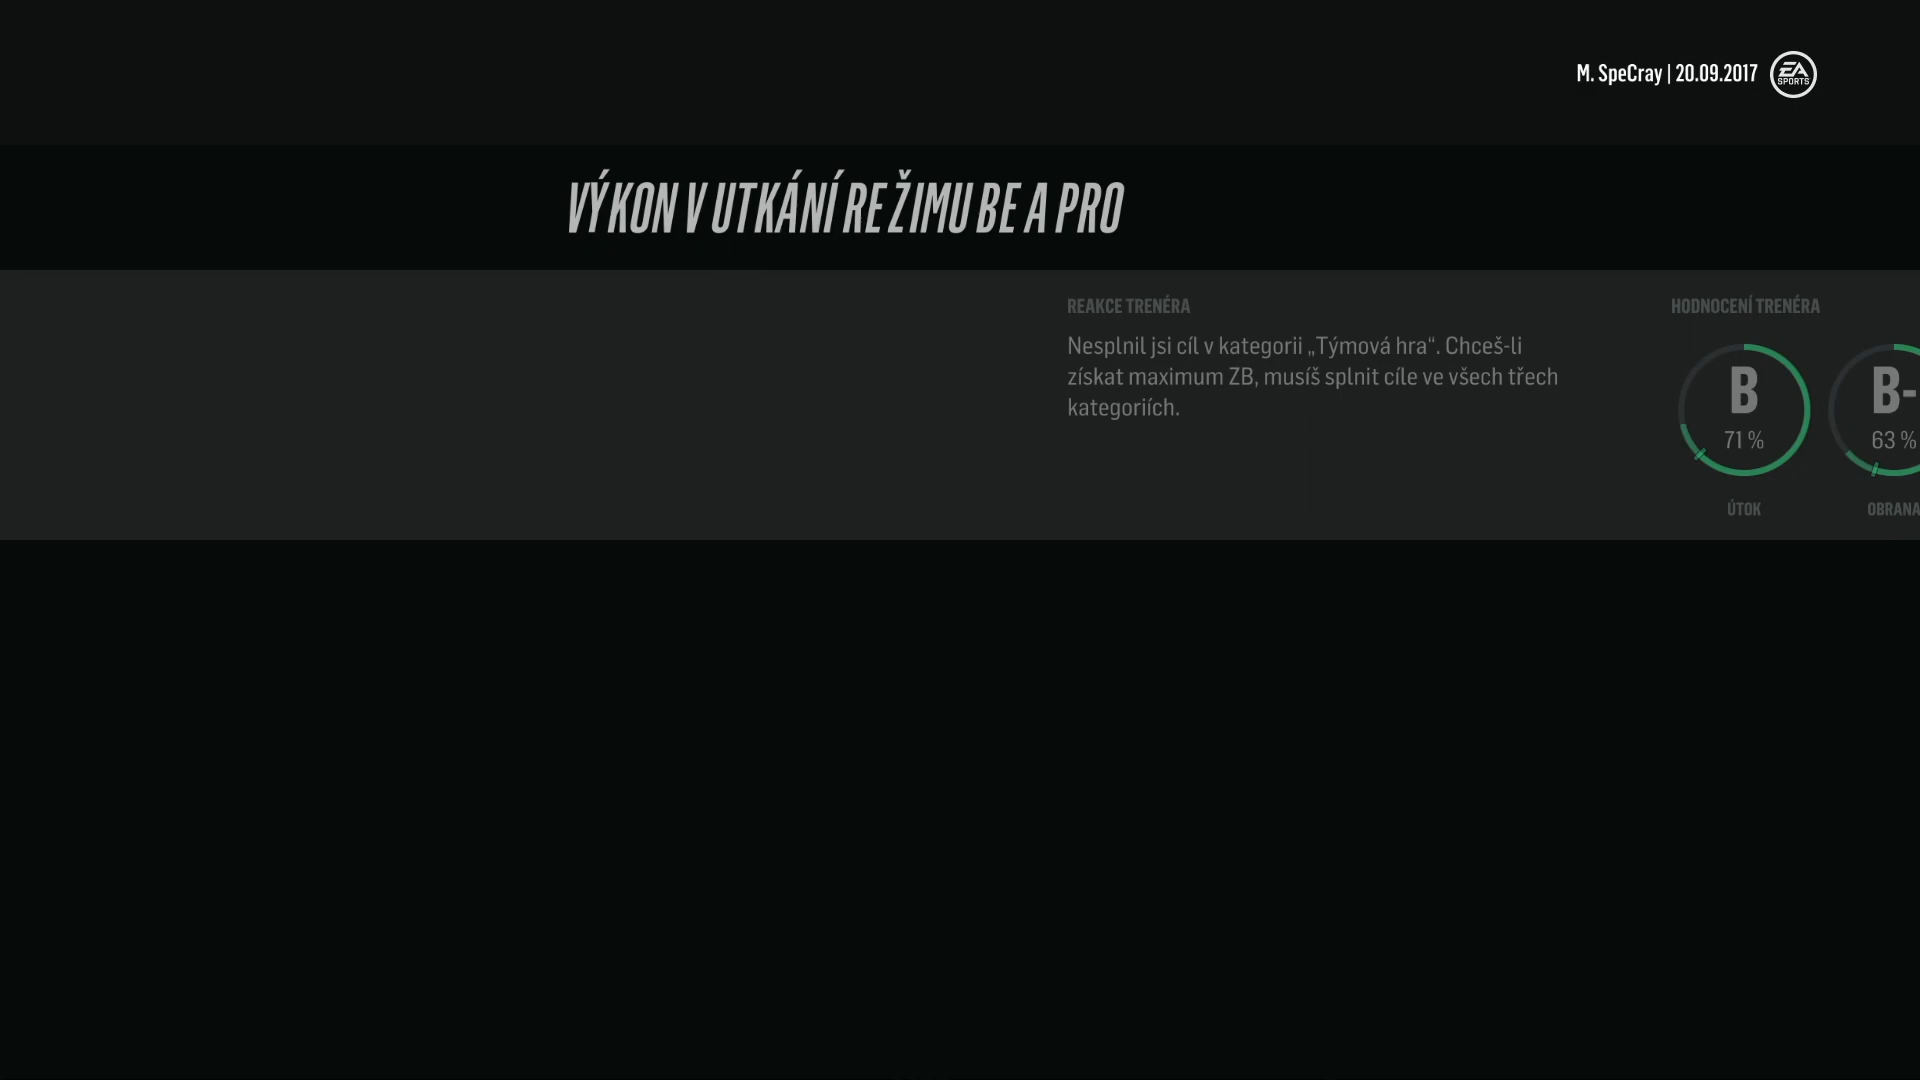 M. SpeCray | 20.09.2017
EA
SPORTS
VÝKON V UTKÁNÍ REŽIMU BE A PRO
REAKCE TRENÉRA
Nesplnil jsi cíl v kategorii „Týmová hra“. Chceš-li
získat maximum ZB, musíš splnit cíle ve všech třech
kategoriích.
HODNOCENÍ TRENÉRA
B
71 %
ÚTOK
B-
63 %
OBRANA